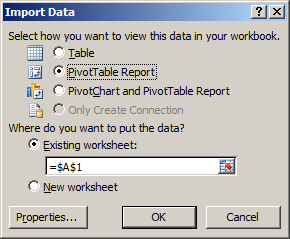 Import Data
Select how you want to view this data in your workbook.
Table
PivotTable Report
PivotChart and PivotTable Report
Only Create Connection
Where do you want to put the data?
Existing worksheet:
=$A$1
New worksheet
Properties... OK Cancel